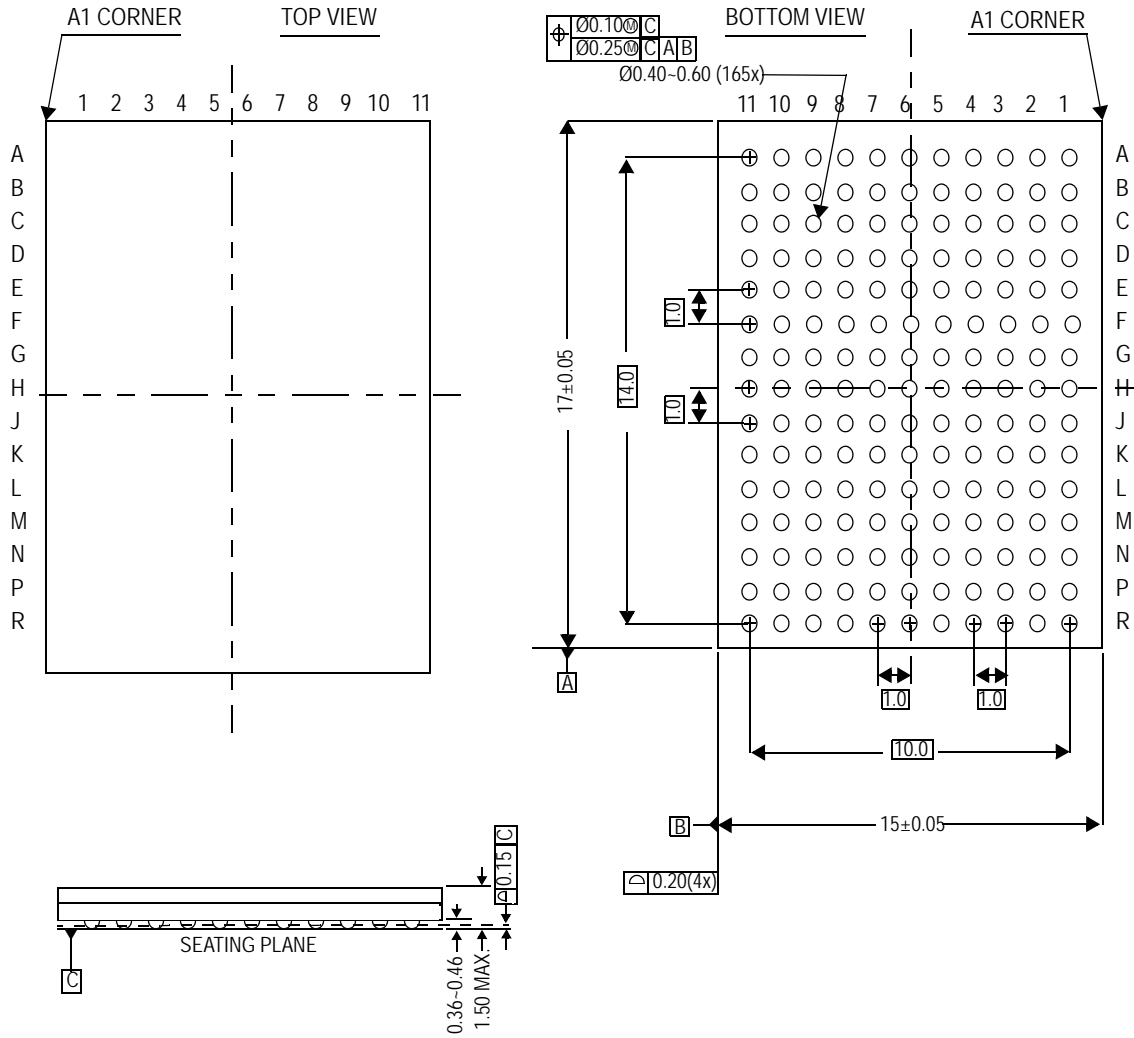 A1 CORNER
TOP VIEW
1 2 3 4 5 6 7 8 9 10 11
A
B
C
D
E
F
G
H
J
K
L
M
N
P
R
⌖ Ø0.10Ⓜ C
Ø0.25Ⓜ C A B
BOTTOM VIEW
A1 CORNER
Ø0.40~0.60 (165x)
11 10 9 8 7 6 5 4 3 2 1
A
B
C
D
E
F
G
H
J
K
L
M
N
P
R
1.0
1.0
17±0.05
14.0
A
1.0
1.0
10.0
B
15±0.05
⌓ 0.20(4x)
⌓ 0.15 C
SEATING PLANE
C
0.36~0.46
1.50 MAX.